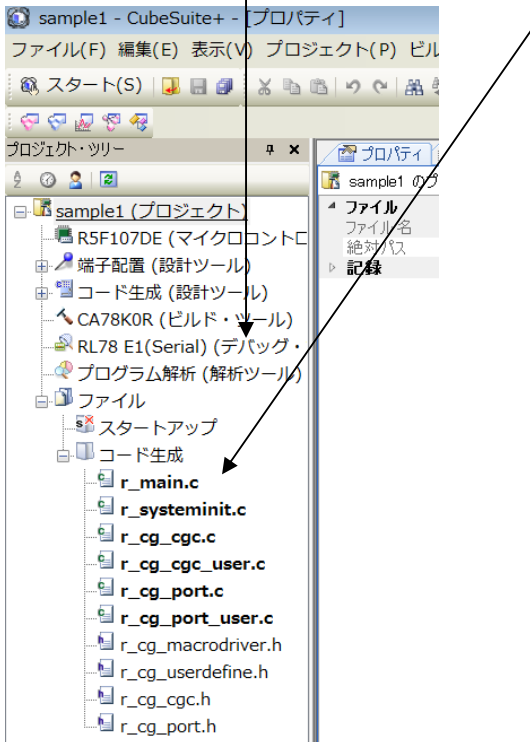 sample1 - CubeSuite+ - [プロパティ]
ファイル(F) 編集(E) 表示(V) プロジェクト(P) ビル
スタート(S)
プロジェクト・ツリー
プロパティ
sample1 のプ
ファイル
ファイル名
絶対パス
記録
sample1 (プロジェクト)
R5F107DE (マイクロコントロ
端子配置 (設計ツール)
コード生成 (設計ツール)
CA78K0R (ビルド・ツール)
RL78 E1(Serial) (デバッグ・
プログラム解析 (解析ツール)
ファイル
スタートアップ
コード生成
r_main.c
r_systeminit.c
r_cg_cgc.c
r_cg_cgc_user.c
r_cg_port.c
r_cg_port_user.c
r_cg_macrodriver.h
r_cg_userdefine.h
r_cg_cgc.h
r_cg_port.h